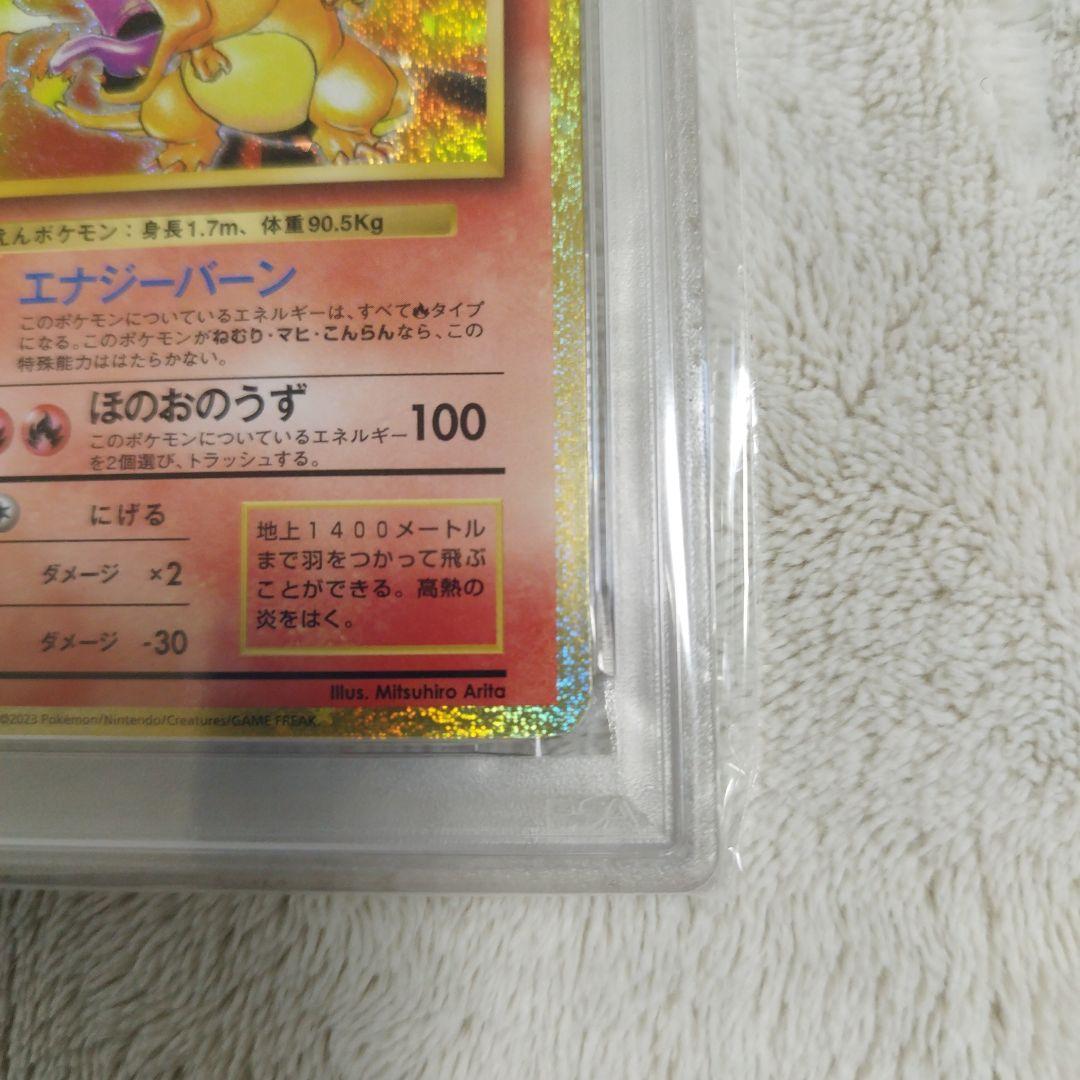 えんポケモン：身長1.7m、体重90.5Kg
エナジーバーン
このポケモンについているエネルギーは、すべてタイプ
になる。このポケモンがねむり・マヒ・こんらんなら、この
特殊能力ははたらかない。
ほのおのうず 100
このポケモンについているエネルギー
を2個選び、トラッシュする。
にげる
ダメージ ×2
ダメージ -30
地上1400メートル
まで羽をつかって飛ぶ
ことができる。高熱の
炎をはく。
Illus. Mitsuhiro Arita
©2023 Pokémon/Nintendo/Creatures/GAME FREAK.
PSA